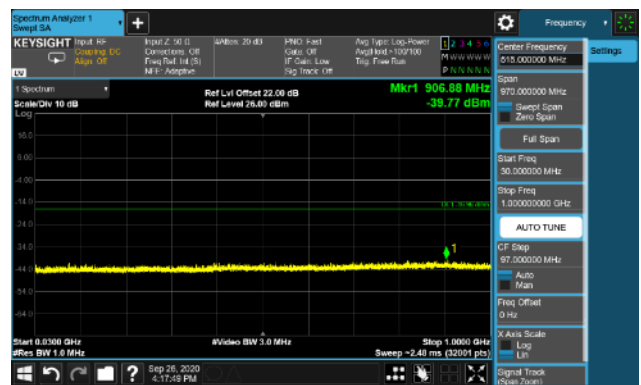 Spectrum Analyzer 1
Swept SA
Frequency
KEYSIGHT
Input: RF
Coupling: DC
Align: Off
Input Z: 50 Ω
Corrections: Off
Freq Ref: Int (S)
NFE: Adaptive
#Atten: 20 dB
PNO: Fast
Gate: Off
IF Gain: Low
Sig Track: Off
Avg Type: Log-Power
Avg|Hold:>100/100
Trig: Free Run
1 2 3 4 5 6
M W W W W W
P N N N N N
LV
1 Spectrum
Scale/Div 10 dB
Log
Ref Lvl Offset 22.00 dB
Ref Level 26.00 dBm
Mkr1 906.88 MHz
-39.77 dBm
16.0
6.00
-4.00
-14.0
-24.0
-34.0
-44.0
-54.0
-64.0
1
Start 0.0300 GHz
#Res BW 1.0 MHz
#Video BW 3.0 MHz
Stop 1.0000 GHz
Sweep ~2.48 ms (32001 pts)
Sep 26, 2020
4:17:49 PM
Center Frequency
515.000000 MHz
Settings
Span
970.000000 MHz
Swept Span
Zero Span
Full Span
Start Freq
30.000000 MHz
Stop Freq
1.000000000 GHz
AUTO TUNE
CF Step
97.000000 MHz
Auto
Man
Freq Offset
0 Hz
X Axis Scale
Log
Lin
Signal Track
(Span Zoom)